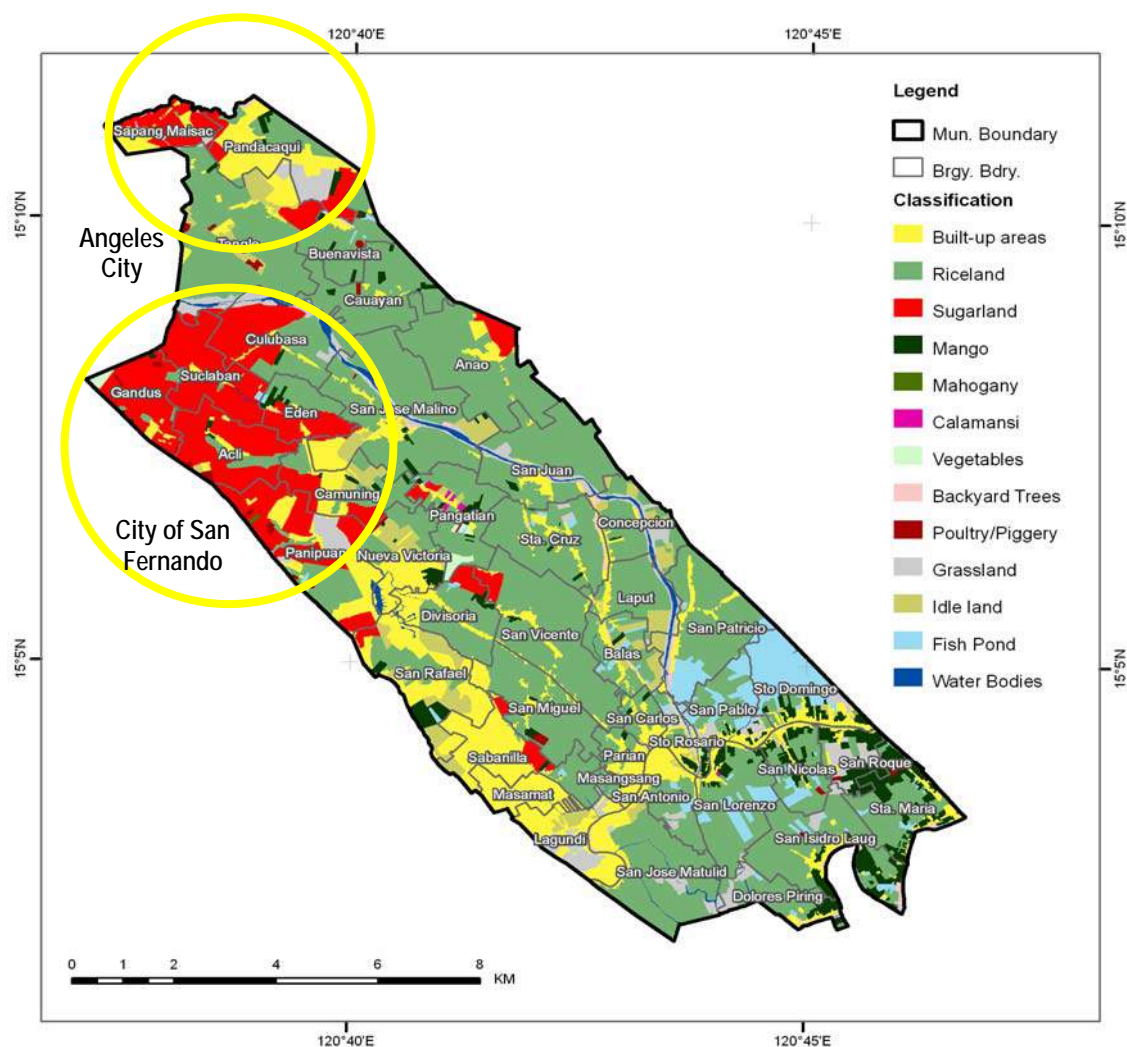 120°40'E
120°45'E
Legend
Mun. Boundary
Brgy. Bdry.
Classification
Built-up areas
Riceland
Sugarland
Mango
Mahogany
Calamansi
Vegetables
Backyard Trees
Poultry/Piggery
Grassland
Idle land
Fish Pond
Water Bodies
15°10'N
15°10'N
Sapang Maisac
Pandacaqui
Angeles
City
Buenavista
Cauayan
Culubasa
Anao
Suclaban
Gandus
Eden
San Jose Malino
Acli
San Juan
Camuning
Pangatian
Concepcion
City of San
Fernando
Sta. Cruz
Panipuan
Nueva Victoria
Laput
Divisoria
San Vicente
San Patricio
Balas
15°5'N
15°5'N
San Rafael
Sto Domingo
San Miguel
San Carlos
San Pablo
Sto Rosario
Sabanilla
Parian
San Nicolas
San Roque
Masangsang
Masamat
San Antonio
San Lorenzo
Sta. Maria
Lagundi
San Isidro Laug
San Jose Matulid
Dolores Piring
0 1 2 4 6 8
KM
120°40'E
120°45'E